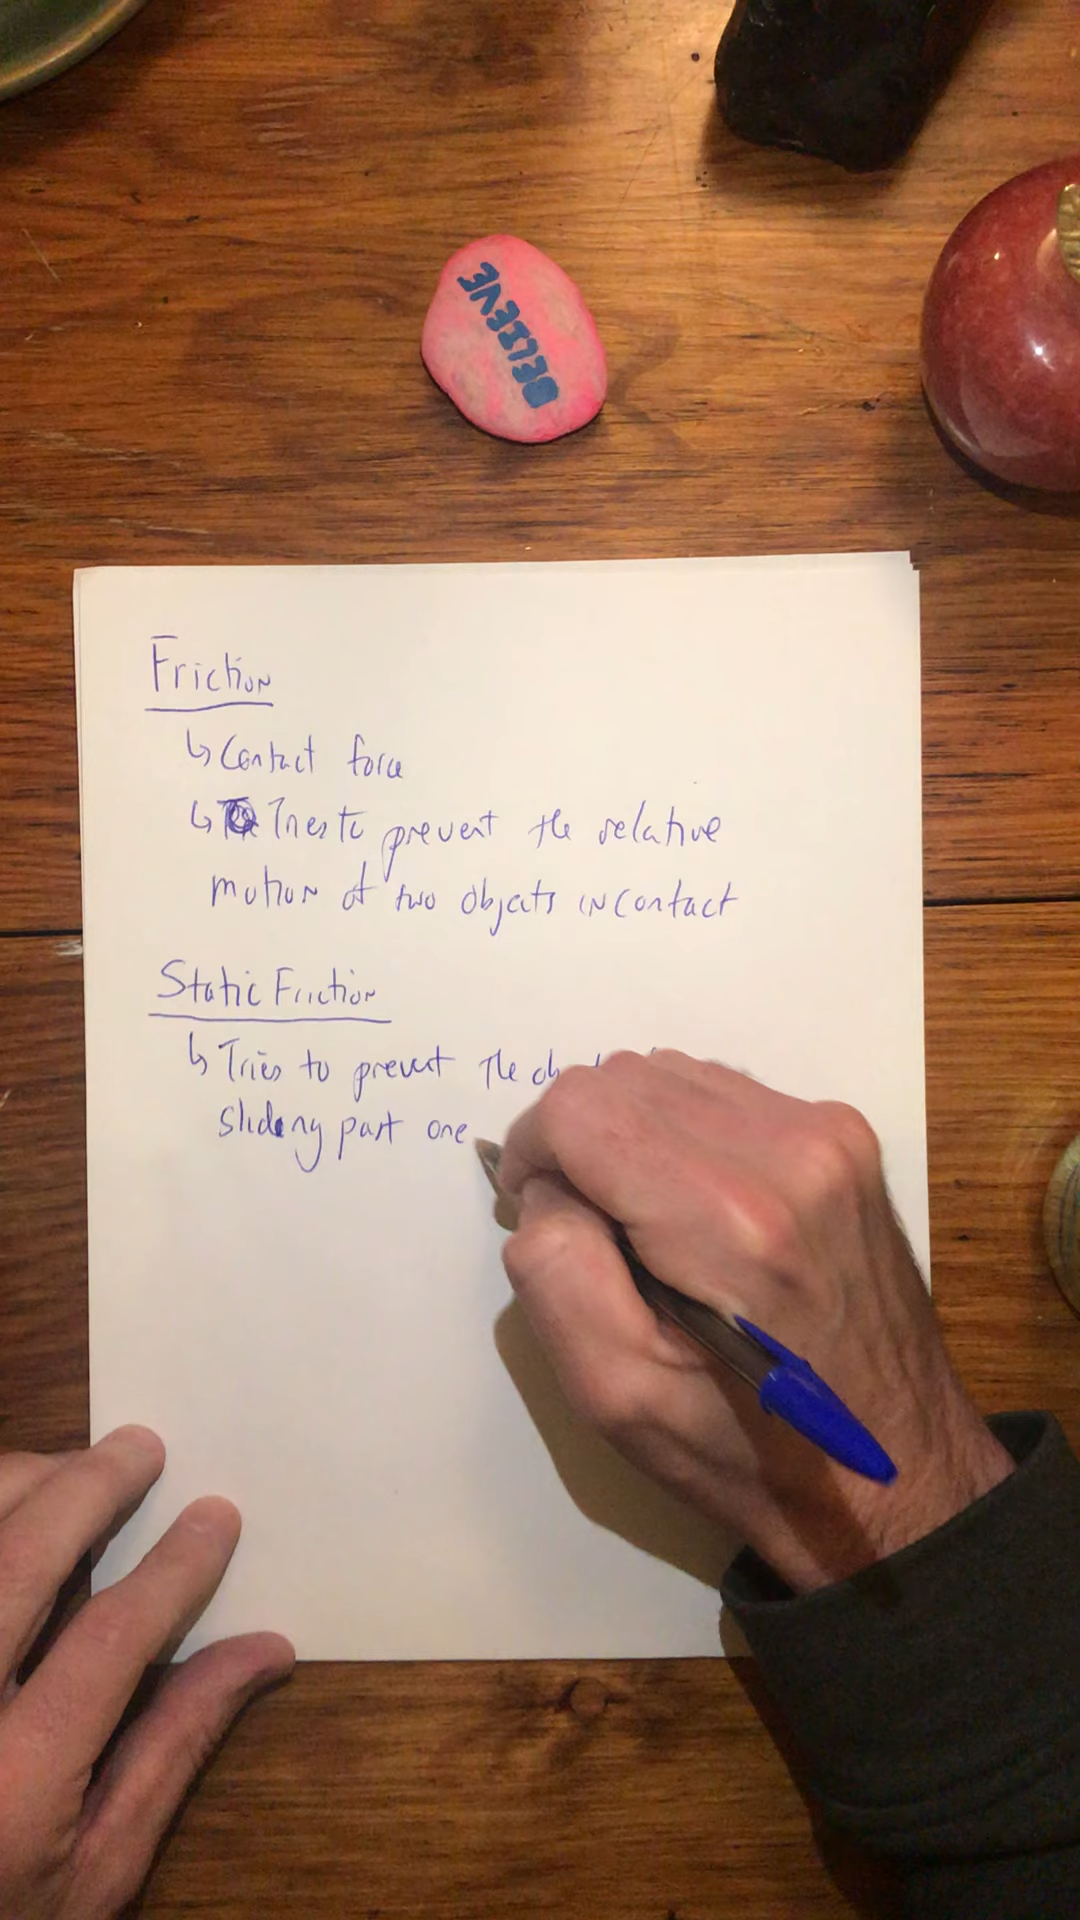 BELIEVE
Friction
↳ Contact force
↳ Tries to prevent the relative
motion of two objects in contact
Static Friction
↳ Tries to prevent the
sliding past one